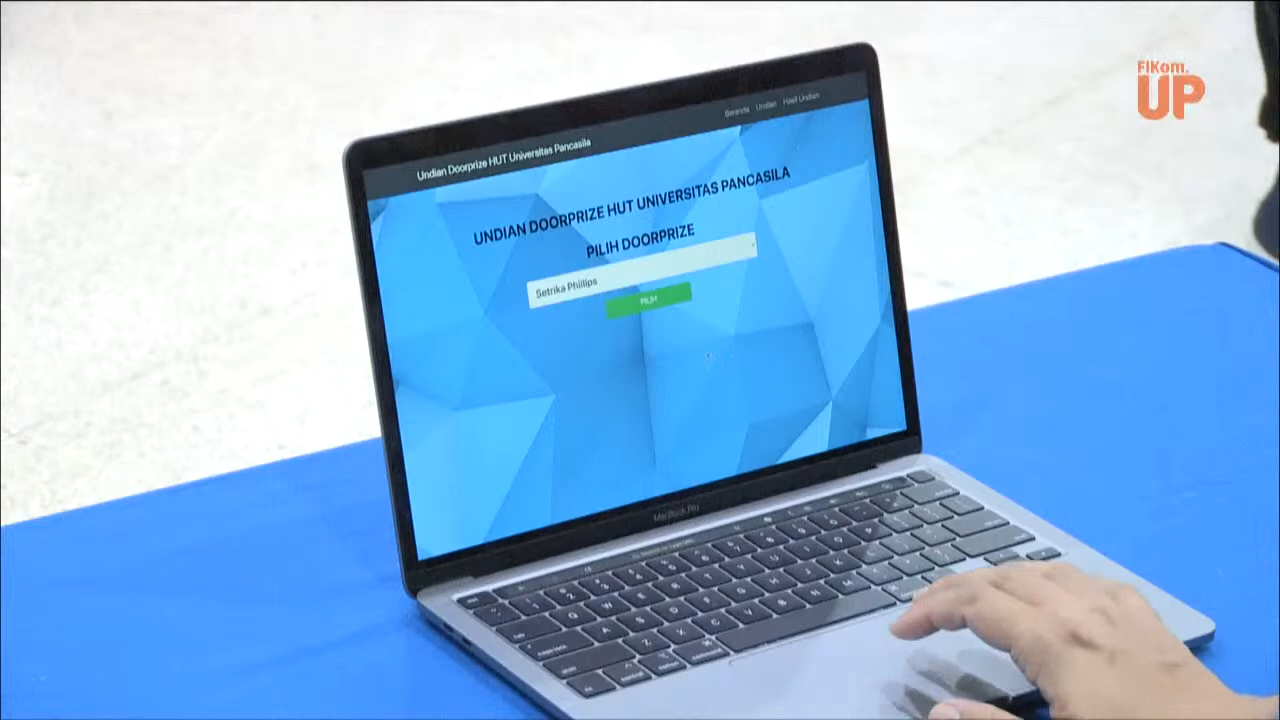 FIKom.
UP
Beranda Undian Hasil Undian
Undian Doorprize HUT Universitas Pancasila
UNDIAN DOORPRIZE HUT UNIVERSITAS PANCASILA
PILIH DOORPRIZE
Setrika Phillips
PILIH
MacBook Pro